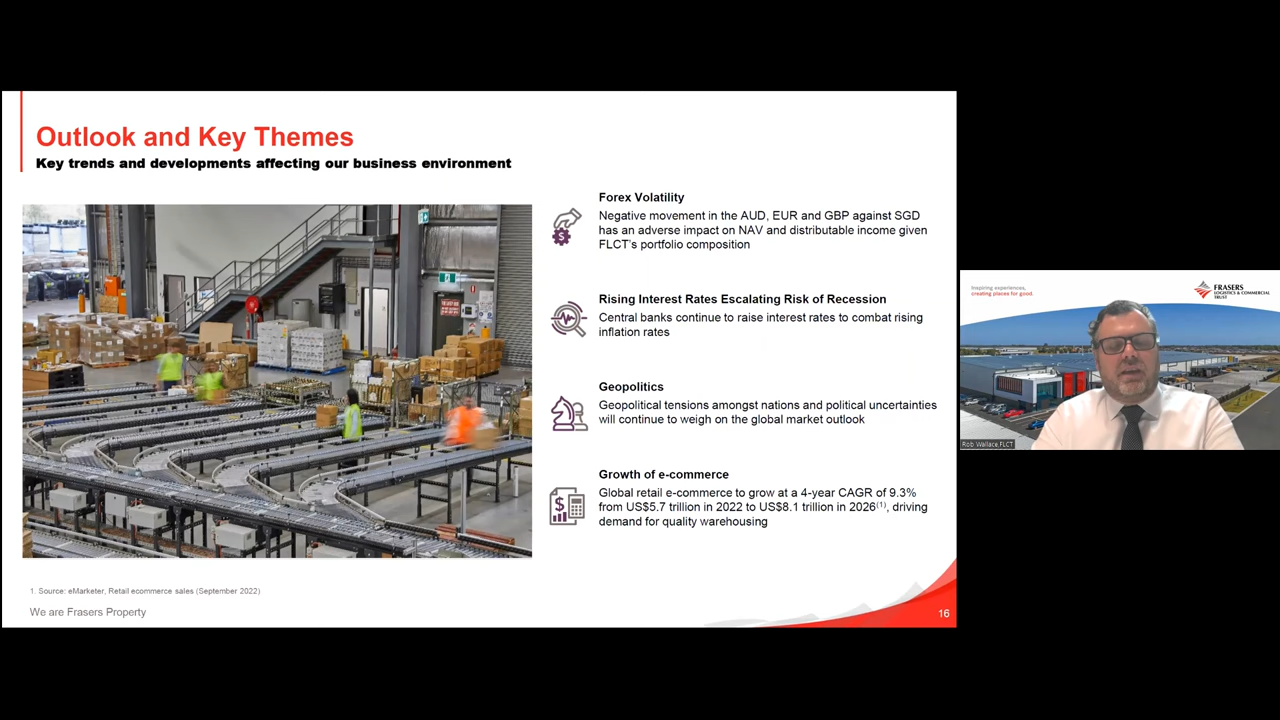 Outlook and Key Themes
Key trends and developments affecting our business environment
Forex Volatility
Negative movement in the AUD, EUR and GBP against SGD
has an adverse impact on NAV and distributable income given
FLCT's portfolio composition
Rising Interest Rates Escalating Risk of Recession
Central banks continue to raise interest rates to combat rising
inflation rates
Geopolitics
Geopolitical tensions amongst nations and political uncertainties
will continue to weigh on the global market outlook
Growth of e-commerce
Global retail e-commerce to grow at a 4-year CAGR of 9.3%
from US$5.7 trillion in 2022 to US$8.1 trillion in 2026(1), driving
demand for quality warehousing
1. Source: eMarketer, Retail ecommerce sales (September 2022)
We are Frasers Property
16
Inspiring experiences,
creating places for good.
FRASERS
LOGISTICS & COMMERCIAL
TRUST
Rob Wallace,FLCT